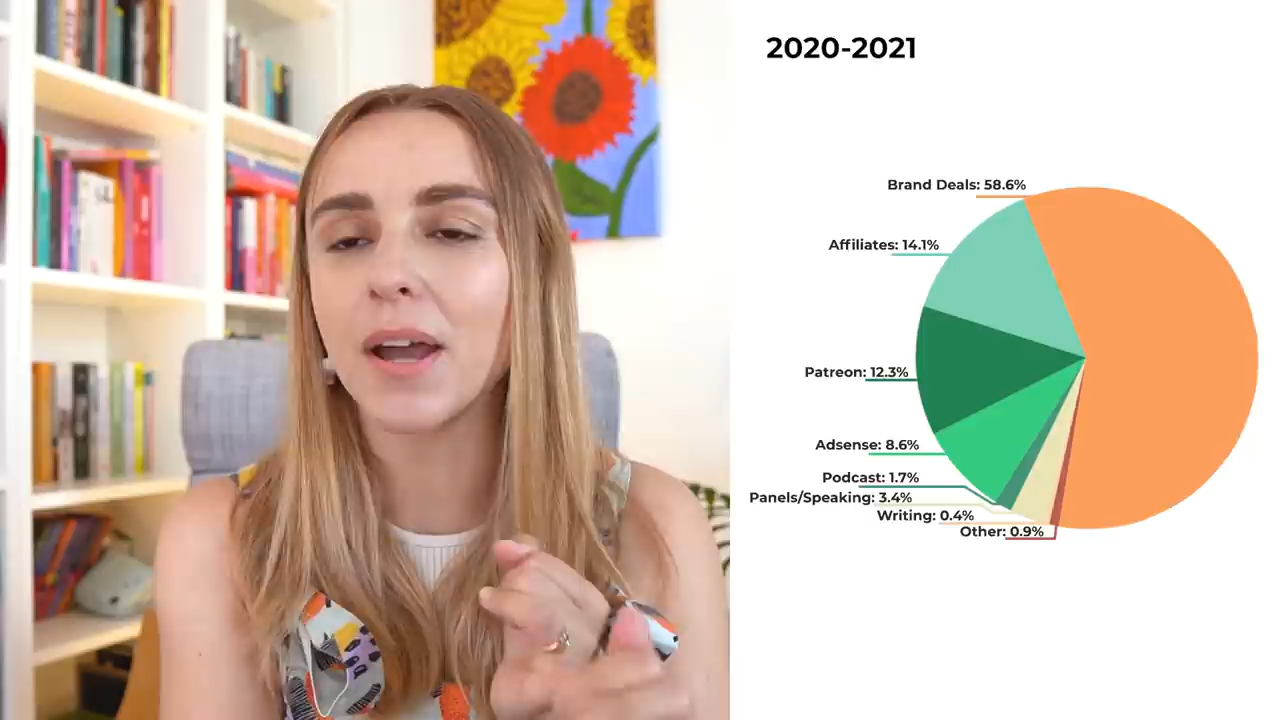 2020-2021
Brand Deals: 58.6%
Affiliates: 14.1%
Patreon: 12.3%
Adsense: 8.6%
Podcast: 1.7%
Panels/Speaking: 3.4%
Writing: 0.4%
Other: 0.9%